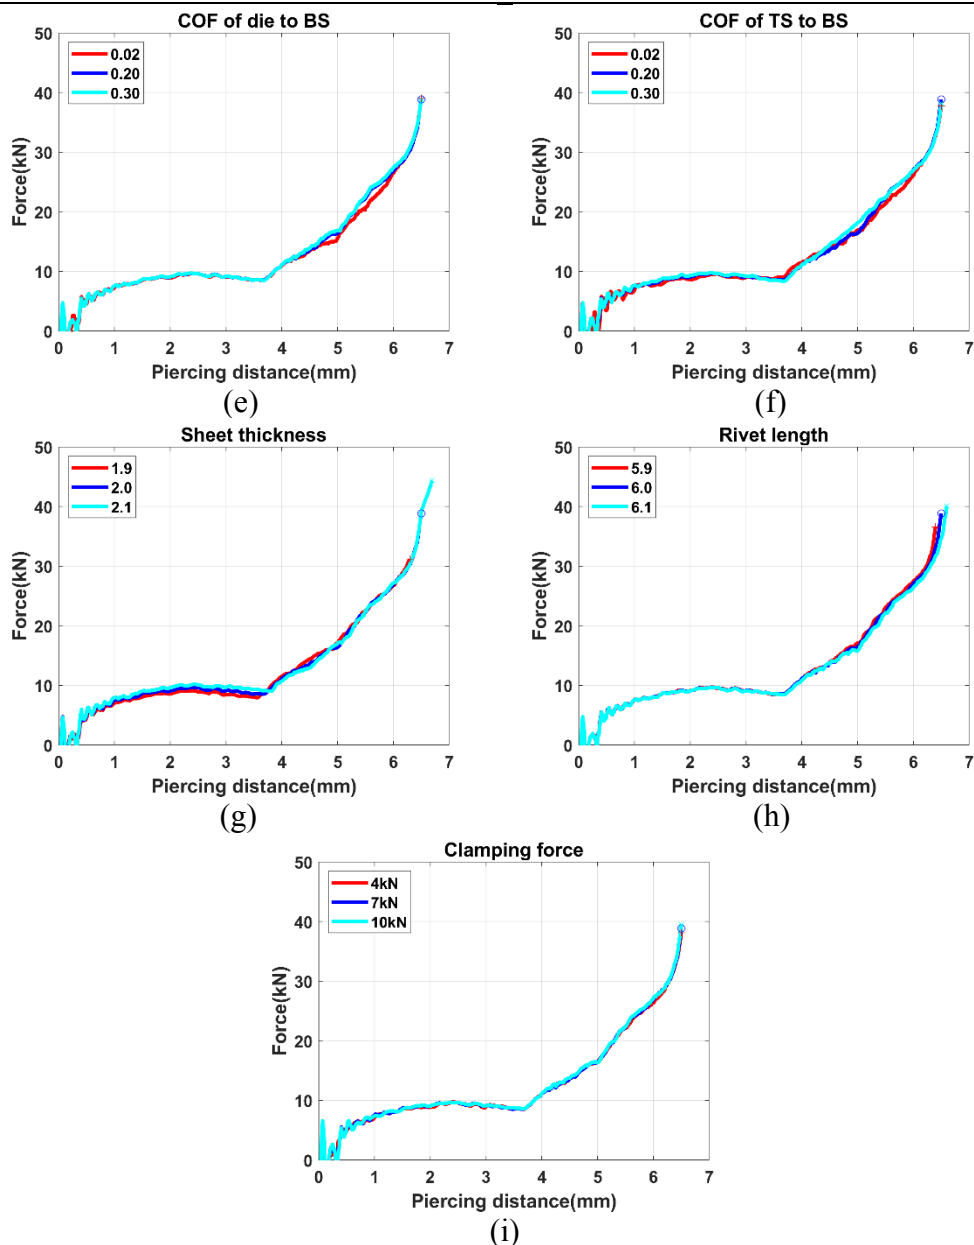 COF of die to BS
50
40
30
20
10
0
Force(kN)
0.02
0.20
0.30
0 1 2 3 4 5 6 7
Piercing distance(mm)
(e)
COF of TS to BS
50
40
30
20
10
0
Force(kN)
0.02
0.20
0.30
0 1 2 3 4 5 6 7
Piercing distance(mm)
(f)
Sheet thickness
50
40
30
20
10
0
Force(kN)
1.9
2.0
2.1
0 1 2 3 4 5 6 7
Piercing distance(mm)
(g)
Rivet length
50
40
30
20
10
0
Force(kN)
5.9
6.0
6.1
0 1 2 3 4 5 6 7
Piercing distance(mm)
(h)
Clamping force
50
40
30
20
10
0
Force(kN)
4kN
7kN
10kN
0 1 2 3 4 5 6 7
Piercing distance(mm)
(i)